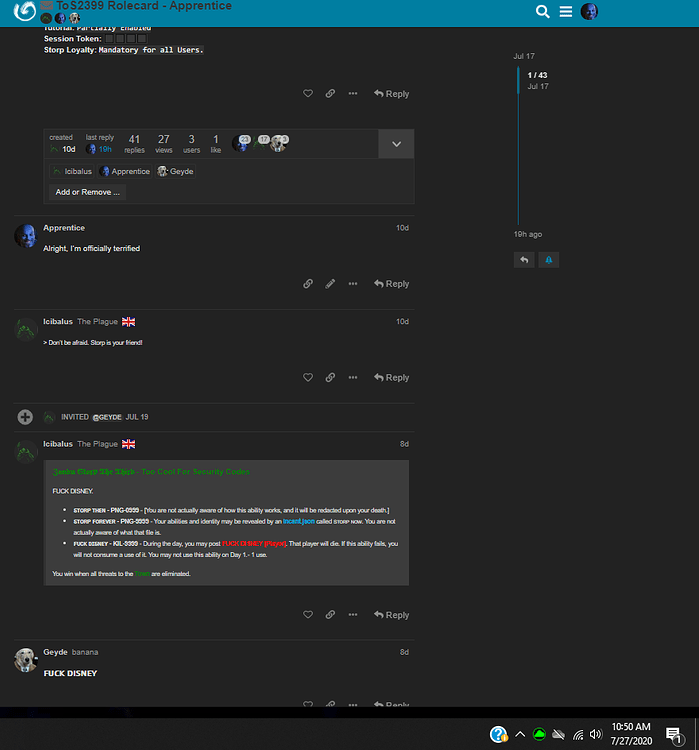 ToS2399 Rolecard - Apprentice
Tutorial: Partially Enabled
Session Token:
Storp Loyalty: Mandatory for all Users.
Reply
Jul 17
1 / 43
Jul 17
19h ago
created
last reply
41
27
3
1
10d
19h
replies
views
users
like
23
17
3
Icibalus
Apprentice
Geyde
Add or Remove ...
Apprentice
10d
Alright, I'm officially terrified
Reply
Icibalus The Plague
10d
> Don't be afraid. Storp is your friend!
Reply
INVITED @GEYDE JUL 19
Icibalus The Plague
8d
- Too Cool For Security Codes
FUCK DISNEY.
STORP THEN - PNG-9999 - [You are not actually aware of how this ability works, and it will be redacted upon your death.]
STORP FOREVER - PNG-9999 - Your abilities and identity may be revealed by an Incant.json called STORP NOW. You are not
actually aware of what that file is.
FUCK DISNEY - KIL-9999 - During the day, you may post FUCK DISNEY [Geyde]. That player will die. If this ability fails, you
will not consume a use of it. You may not use this ability on Day 1.- 1 use.
You win when all threats to the Town are eliminated.
Reply
Geyde banana
8d
FUCK DISNEY
Reply
10:50 AM
7/27/2020
1